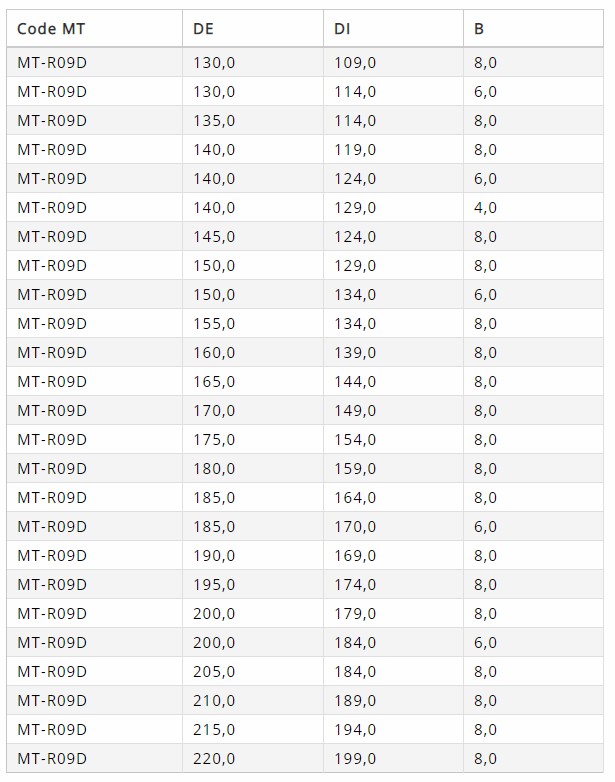 Code MT DE DI B
MT-R09D 130,0 109,0 8,0
MT-R09D 130,0 114,0 6,0
MT-R09D 135,0 114,0 8,0
MT-R09D 140,0 119,0 8,0
MT-R09D 140,0 124,0 6,0
MT-R09D 140,0 129,0 4,0
MT-R09D 145,0 124,0 8,0
MT-R09D 150,0 129,0 8,0
MT-R09D 150,0 134,0 6,0
MT-R09D 155,0 134,0 8,0
MT-R09D 160,0 139,0 8,0
MT-R09D 165,0 144,0 8,0
MT-R09D 170,0 149,0 8,0
MT-R09D 175,0 154,0 8,0
MT-R09D 180,0 159,0 8,0
MT-R09D 185,0 164,0 8,0
MT-R09D 185,0 170,0 6,0
MT-R09D 190,0 169,0 8,0
MT-R09D 195,0 174,0 8,0
MT-R09D 200,0 179,0 8,0
MT-R09D 200,0 184,0 6,0
MT-R09D 205,0 184,0 8,0
MT-R09D 210,0 189,0 8,0
MT-R09D 215,0 194,0 8,0
MT-R09D 220,0 199,0 8,0